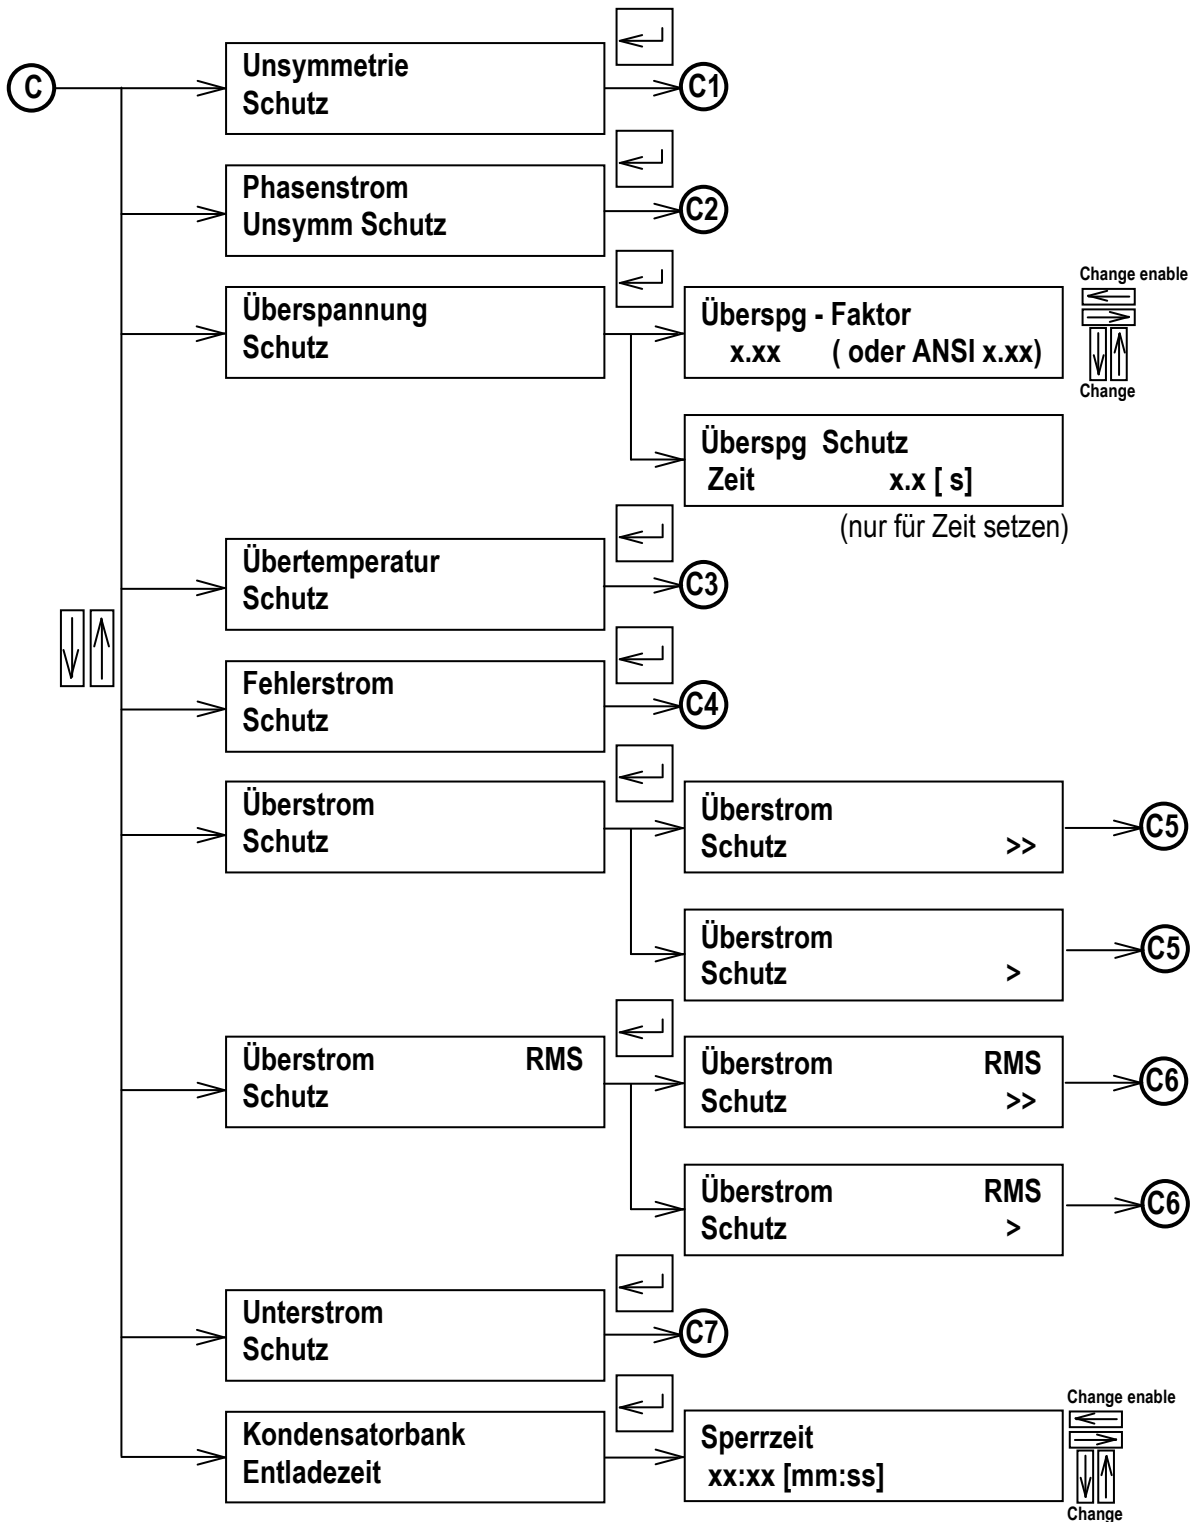 C
Unsymmetrie
Schutz
C1
Phasenstrom
Unsymm Schutz
C2
Überspannung
Schutz
Überspg - Faktor
x.xx ( oder ANSI x.xx)
Change enable
Change
Überspg Schutz
Zeit x.x [ s]
(nur für Zeit setzen)
Übertemperatur
Schutz
C3
Fehlerstrom
Schutz
C4
Überstrom
Schutz
Überstrom
Schutz >>
C5
Überstrom
Schutz >
C5
Überstrom RMS
Schutz
Überstrom RMS
Schutz >>
C6
Überstrom RMS
Schutz >
C6
Unterstrom
Schutz
C7
Kondensatorbank
Entladezeit
Sperrzeit
xx:xx [mm:ss]
Change enable
Change